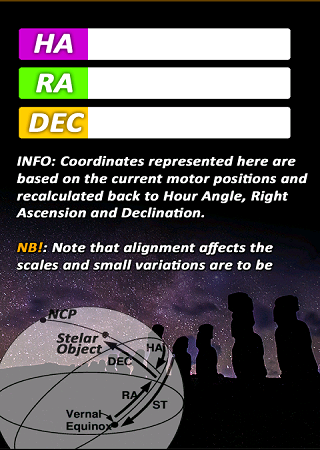 HA
RA
DEC
INFO: Coordinates represented here are
based on the current motor positions and
recalculated back to Hour Angle, Right
Ascension and Declination.
NB!: Note that alignment affects the
scales and small variations are to be
NCP
Stelar
Object
HA
DEC
RA
ST
Vernal
Equinox